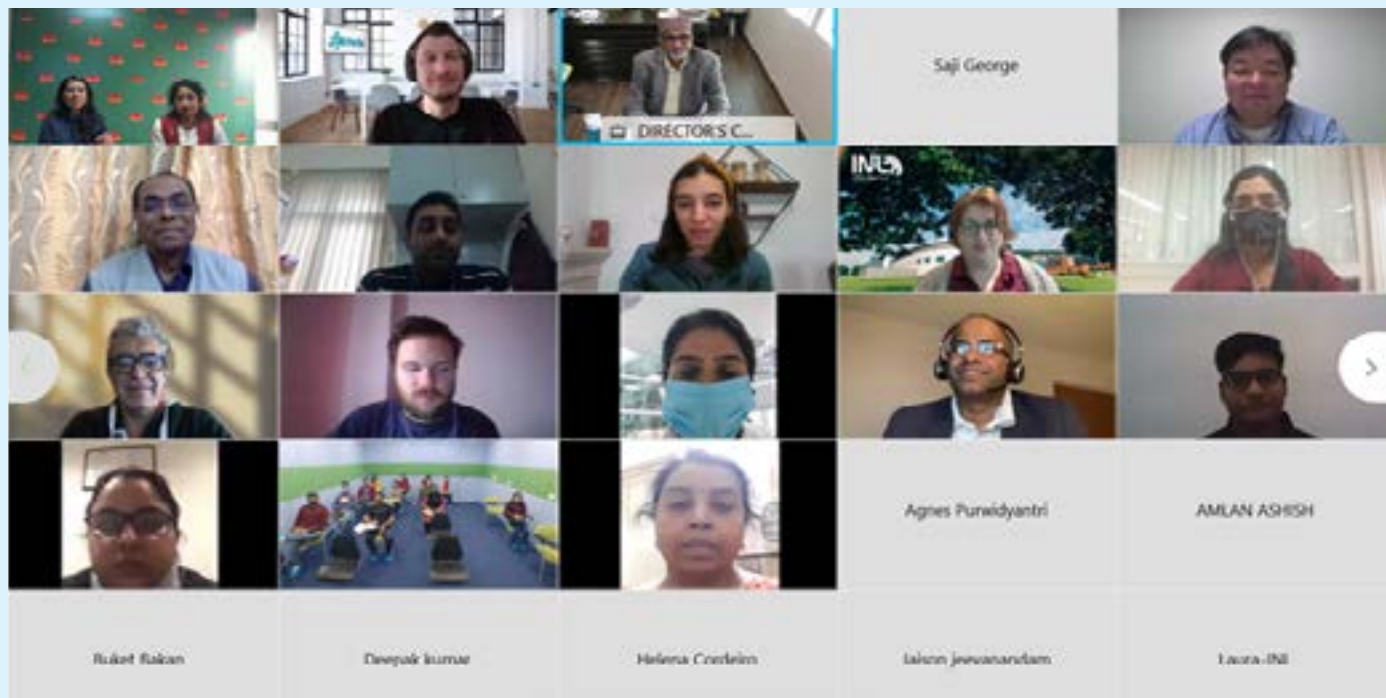 DIRECTOR'S C...
Saji George
INL
Agnes Purwidyantri
AMLAN ASHISH
Buket Bakan
Deepak kumar
Helena Cordeiro
Jaison jeevanandam
Laura-INL